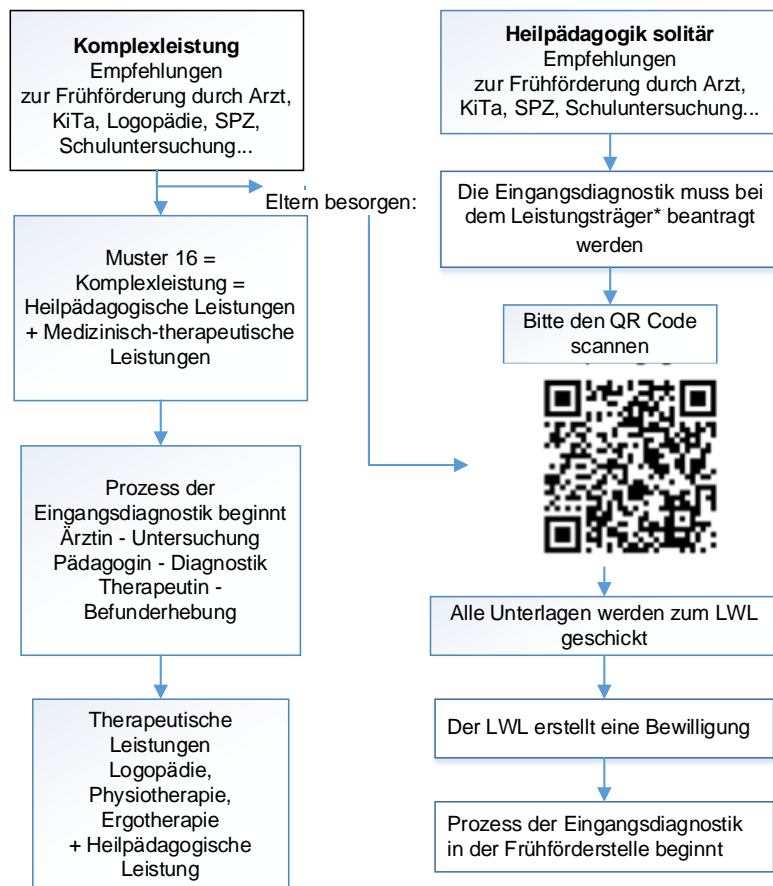 Komplexleistung
Empfehlungen
zur Frühförderung durch Arzt,
KiTa, Logopädie, SPZ,
Schuluntersuchung...
Eltern besorgen:
Muster 16 =
Komplexleistung =
Heilpädagogische Leistungen
+ Medizinisch-therapeutische
Leistungen
Prozess der
Eingangsdiagnostik beginnt
Ärztin - Untersuchung
Pädagogin - Diagnostik
Therapeutin -
Befunderhebung
Therapeutische
Leistungen
Logopädie,
Physiotherapie,
Ergotherapie
+ Heilpädagogische
Leistung
Heilpädagogik solitär
Empfehlungen
zur Frühförderung durch Arzt,
KiTa, SPZ, Schuluntersuchung...
Die Eingangsdiagnostik muss bei
dem Leistungsträger* beantragt
werden
Bitte den QR Code
scannen
Alle Unterlagen werden zum LWL
geschickt
Der LWL erstellt eine Bewilligung
Prozess der Eingangsdiagnostik
in der Frühförderstelle beginnt